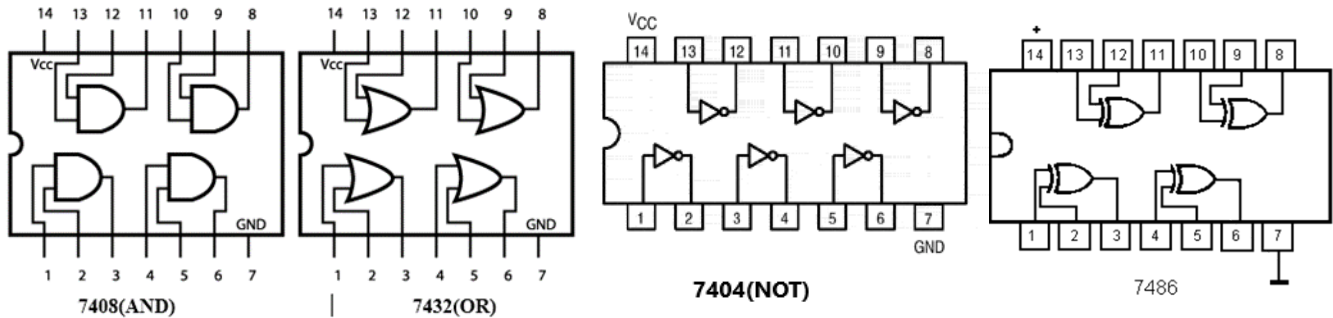 14 13 12 11 10 9 8
Vcc
GND
1 2 3 4 5 6 7
7408(AND)
14 13 12 11 10 9 8
Vcc
GND
1 2 3 4 5 6 7
7432(OR)
VCC
14 13 12 11 10 9 8
1 2 3 4 5 6 7
GND
7404(NOT)
+
14 13 12 11 10 9 8
1 2 3 4 5 6 7
7486